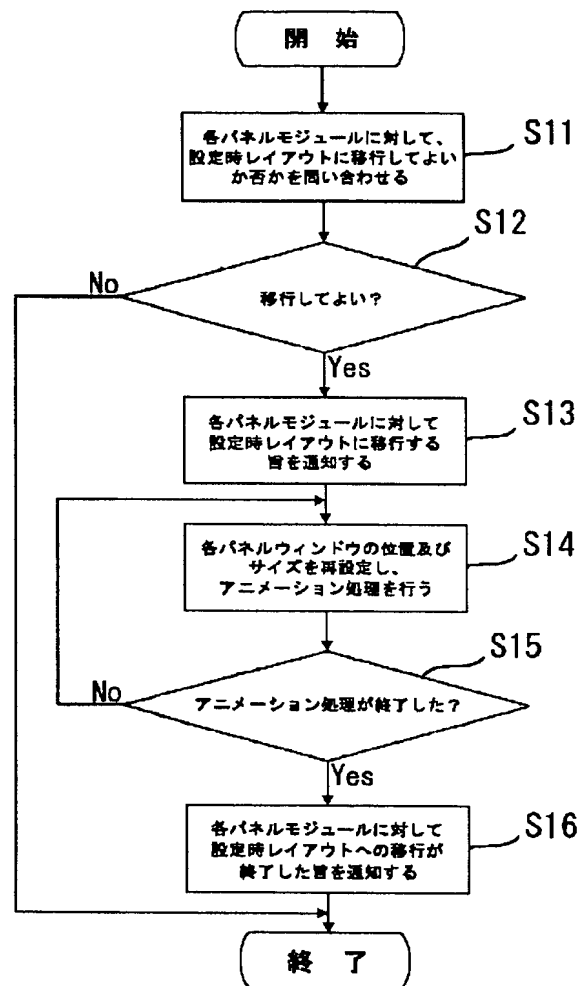 開 始
各パネルモジュールに対して、
設定時レイアウトに移行してよい
か否かを問い合わせる
S11
S12
移行してよい？
No
Yes
各パネルモジュールに対して
設定時レイアウトに移行する
旨を通知する
S13
各パネルウィンドウの位置及び
サイズを再設定し、
アニメーション処理を行う
S14
S15
アニメーション処理が終了した？
No
Yes
各パネルモジュールに対して
設定時レイアウトへの移行が
終了した旨を通知する
S16
終 了